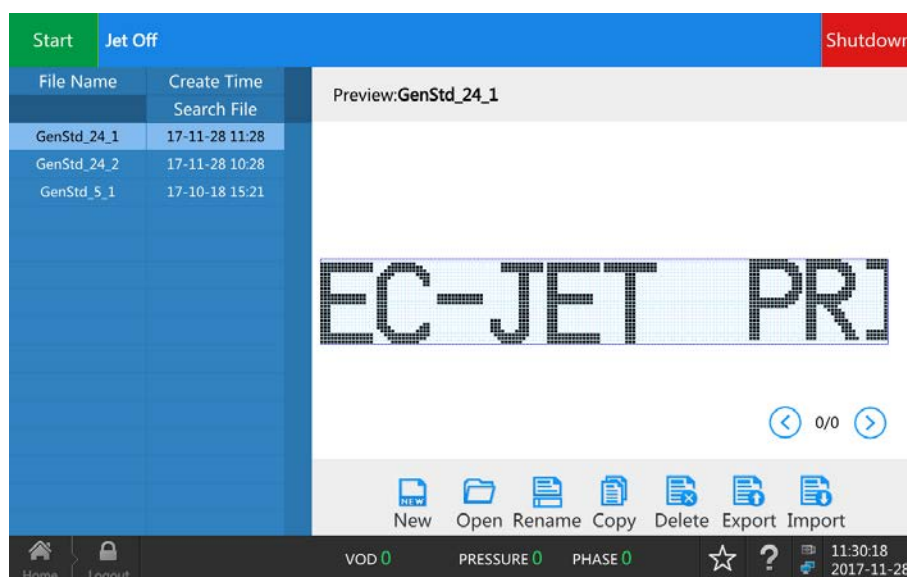 Start Jet Off Shutdown
File Name Create Time
Search File
Preview:GenStd_24_1
GenStd_24_1 17-11-28 11:28
GenStd_24_2 17-11-28 10:28
GenStd_5_1 17-10-18 15:21
EC-JET PR
0/0
NEW
New Open Rename Copy Delete Export Import
Home Logout
VOD 0 PRESSURE 0 PHASE 0 ? 11:30:18
2017-11-28